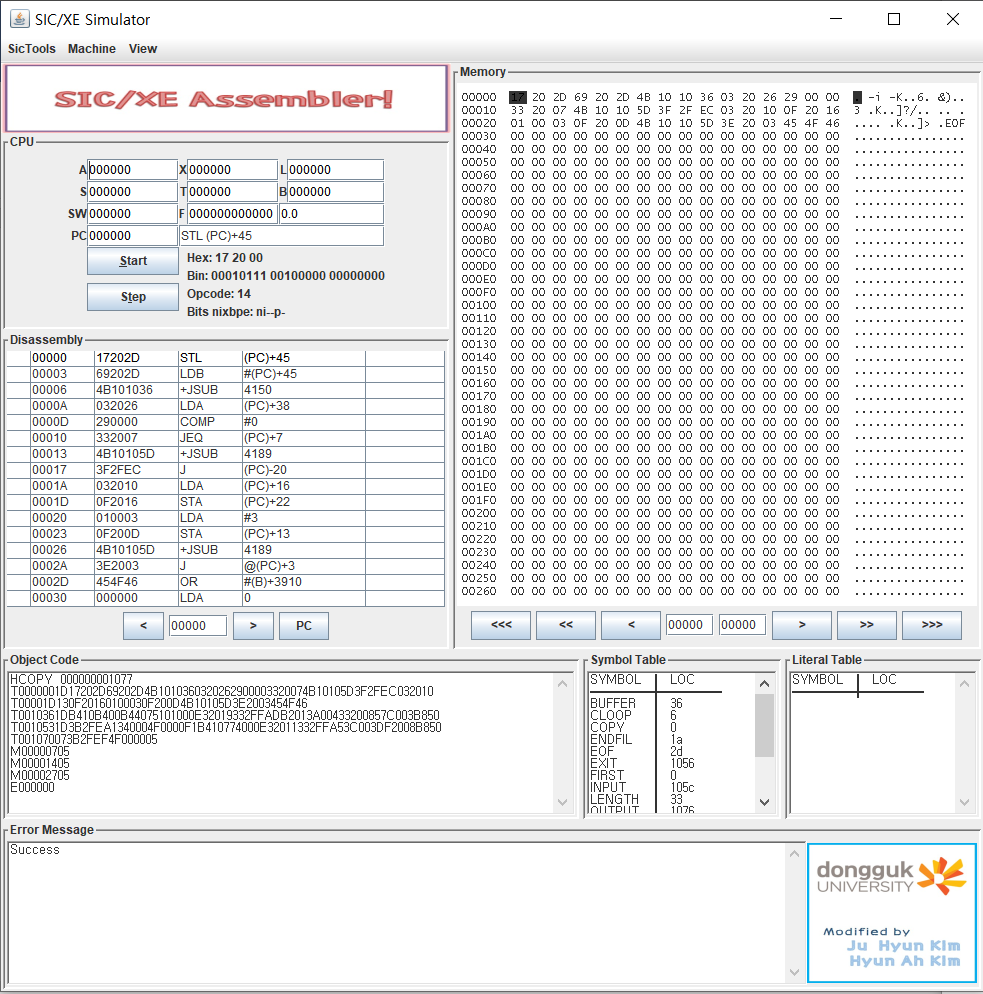 SIC/XE Simulator
SicTools Machine View
SIC/XE Assembler!
CPU
A 000000 X 000000 L 000000
S 000000 T 000000 B 000000
SW 000000 F 000000000000 0.0
PC 000000 STL (PC)+45
Start
Step
Hex: 17 20 00
Bin: 00010111 00100000 00000000
Opcode: 14
Bits nixbpe: ni--p-
Disassembly
00000 17202D STL (PC)+45
00003 69202D LDB #(PC)+45
00006 4B101036 +JSUB 4150
0000A 032026 LDA (PC)+38
0000D 290000 COMP #0
00010 332007 JEQ (PC)+7
00013 4B10105D +JSUB 4189
00017 3F2FEC J (PC)-20
0001A 032010 LDA (PC)+16
0001D 0F2016 STA (PC)+22
00020 010003 LDA #3
00023 0F200D STA (PC)+13
00026 4B10105D +JSUB 4189
0002A 3E2003 J @(PC)+3
0002D 454F46 OR #(B)+3910
00030 000000 LDA 0
< 00000 > PC
Memory
00000 17 20 2D 69 20 2D 4B 10 10 36 03 20 26 29 00 00 . -i -K..6. &)..
00010 33 20 07 4B 10 10 5D 3F 2F EC 03 20 10 0F 20 16 3 .K..]?/.. .. .
00020 01 00 03 0F 20 0D 4B 10 10 5D 3E 20 03 45 4F 46 .... .K..]> .EOF
00030 00 00 00 00 00 00 00 00 00 00 00 00 00 00 00 00 ................
00040 00 00 00 00 00 00 00 00 00 00 00 00 00 00 00 00 ................
00050 00 00 00 00 00 00 00 00 00 00 00 00 00 00 00 00 ................
00060 00 00 00 00 00 00 00 00 00 00 00 00 00 00 00 00 ................
00070 00 00 00 00 00 00 00 00 00 00 00 00 00 00 00 00 ................
00080 00 00 00 00 00 00 00 00 00 00 00 00 00 00 00 00 ................
00090 00 00 00 00 00 00 00 00 00 00 00 00 00 00 00 00 ................
000A0 00 00 00 00 00 00 00 00 00 00 00 00 00 00 00 00 ................
000B0 00 00 00 00 00 00 00 00 00 00 00 00 00 00 00 00 ................
000C0 00 00 00 00 00 00 00 00 00 00 00 00 00 00 00 00 ................
000D0 00 00 00 00 00 00 00 00 00 00 00 00 00 00 00 00 ................
000E0 00 00 00 00 00 00 00 00 00 00 00 00 00 00 00 00 ................
000F0 00 00 00 00 00 00 00 00 00 00 00 00 00 00 00 00 ................
00100 00 00 00 00 00 00 00 00 00 00 00 00 00 00 00 00 ................
00110 00 00 00 00 00 00 00 00 00 00 00 00 00 00 00 00 ................
00120 00 00 00 00 00 00 00 00 00 00 00 00 00 00 00 00 ................
00130 00 00 00 00 00 00 00 00 00 00 00 00 00 00 00 00 ................
00140 00 00 00 00 00 00 00 00 00 00 00 00 00 00 00 00 ................
00150 00 00 00 00 00 00 00 00 00 00 00 00 00 00 00 00 ................
00160 00 00 00 00 00 00 00 00 00 00 00 00 00 00 00 00 ................
00170 00 00 00 00 00 00 00 00 00 00 00 00 00 00 00 00 ................
00180 00 00 00 00 00 00 00 00 00 00 00 00 00 00 00 00 ................
00190 00 00 00 00 00 00 00 00 00 00 00 00 00 00 00 00 ................
001A0 00 00 00 00 00 00 00 00 00 00 00 00 00 00 00 00 ................
001B0 00 00 00 00 00 00 00 00 00 00 00 00 00 00 00 00 ................
001C0 00 00 00 00 00 00 00 00 00 00 00 00 00 00 00 00 ................
001D0 00 00 00 00 00 00 00 00 00 00 00 00 00 00 00 00 ................
001E0 00 00 00 00 00 00 00 00 00 00 00 00 00 00 00 00 ................
001F0 00 00 00 00 00 00 00 00 00 00 00 00 00 00 00 00 ................
00200 00 00 00 00 00 00 00 00 00 00 00 00 00 00 00 00 ................
00210 00 00 00 00 00 00 00 00 00 00 00 00 00 00 00 00 ................
00220 00 00 00 00 00 00 00 00 00 00 00 00 00 00 00 00 ................
00230 00 00 00 00 00 00 00 00 00 00 00 00 00 00 00 00 ................
00240 00 00 00 00 00 00 00 00 00 00 00 00 00 00 00 00 ................
00250 00 00 00 00 00 00 00 00 00 00 00 00 00 00 00 00 ................
00260 00 00 00 00 00 00 00 00 00 00 00 00 00 00 00 00 ................
<<< << < 00000 00000 > >> >>>
Object Code
HCOPY 000000001077
T0000001D17202D69202D4B1010360320262900003320074B10105D3F2FEC032010
T00001D130F20160100030F200D4B10105D3E2003454F46
T0010361DB410B400B44075101000E32019332FFADB2013A00433200857C003B850
T0010531D3B2FEA1340004F0000F1B410774000E32011332FFA53C003DF2008B850
T001070073B2FEF4F000005
M00000705
M00001405
M00002705
E000000
Symbol Table
SYMBOL LOC
BUFFER 36
CLOOP 6
COPY 0
ENDFIL 1a
EOF 2d
EXIT 1056
FIRST 0
INPUT 105c
LENGTH 33
OUTPUT 1076
Literal Table
SYMBOL LOC
Error Message
Success
dongguk
UNIVERSITY
Modified by
Ju Hyun Kim
Hyun Ah Kim